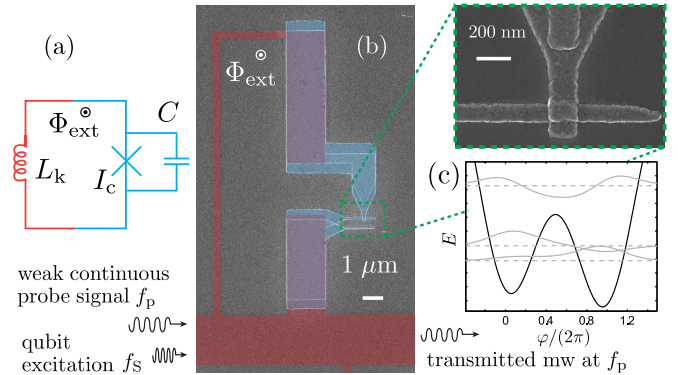 (a)
Φext
C
Lk
Ic
weak continuous
probe signal fp
qubit
excitation fS
(b)
Φext
1 μm
200 nm
(c)
E
0
0.4
0.8
1.2
φ/(2π)
transmitted mw at fp